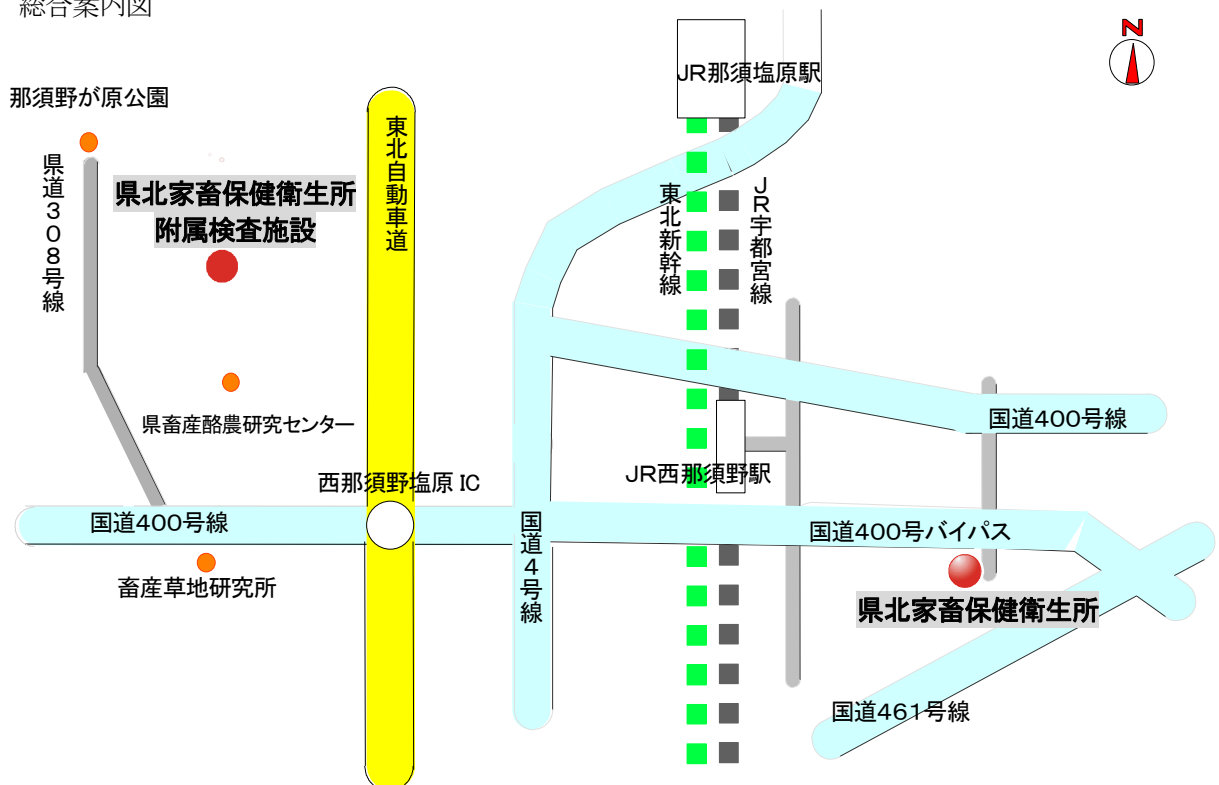 総合案内図
N
JR那須塩原駅
那須野が原公園
県道308号線
県北家畜保健衛生所
附属検査施設
東北自動車道
東北新幹線
JR宇都宮線
県畜産酪農研究センター
国道400号線
西那須野塩原 IC
JR西那須野駅
国道400号線
国道4号線
国道400号バイパス
畜産草地研究所
県北家畜保健衛生所
国道461号線